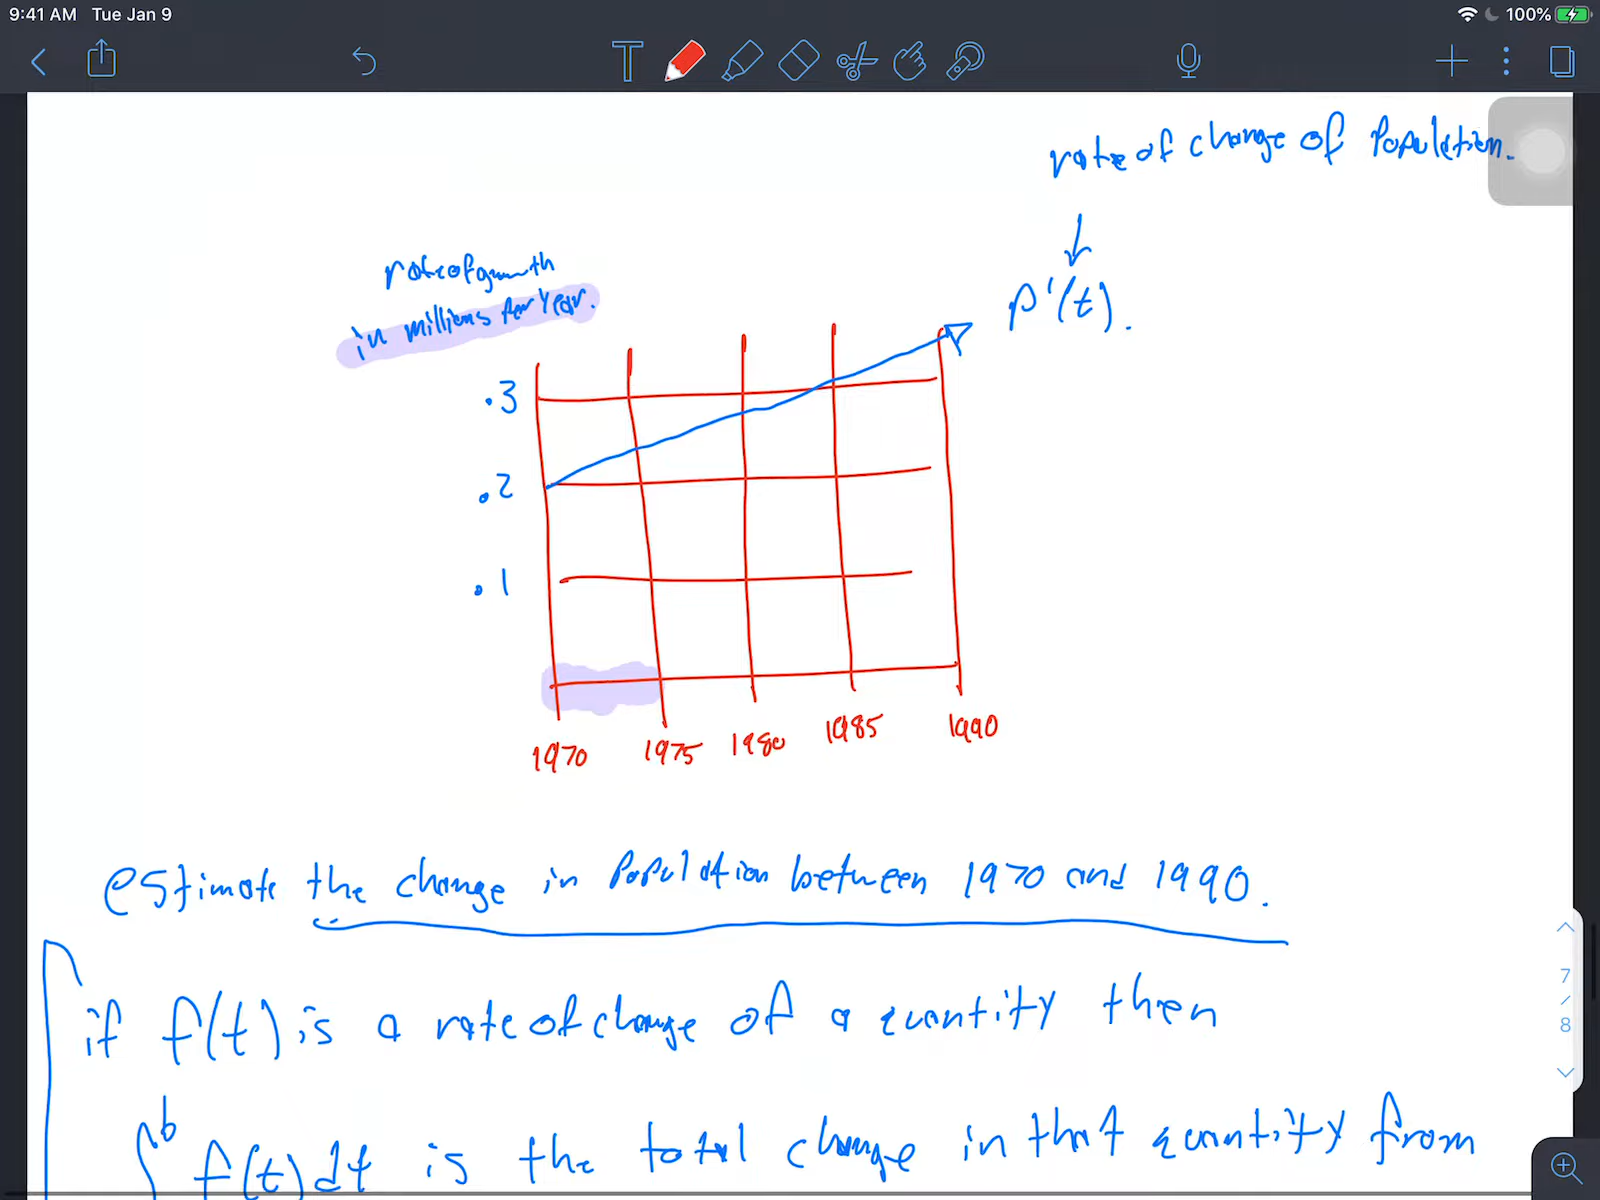 9:41 AM Tue Jan 9
100%
T
rate of change of Population.
rate of growth
in millions per year.
P'(t).
.3
.2
.1
1970 1975 1980 1985 1990
estimate the change in Population between 1970 and 1990.
if f(t) is a rate of change of a quantity then
∫ᵇ f(t)dt is the total change in that quantity from
7
/
8